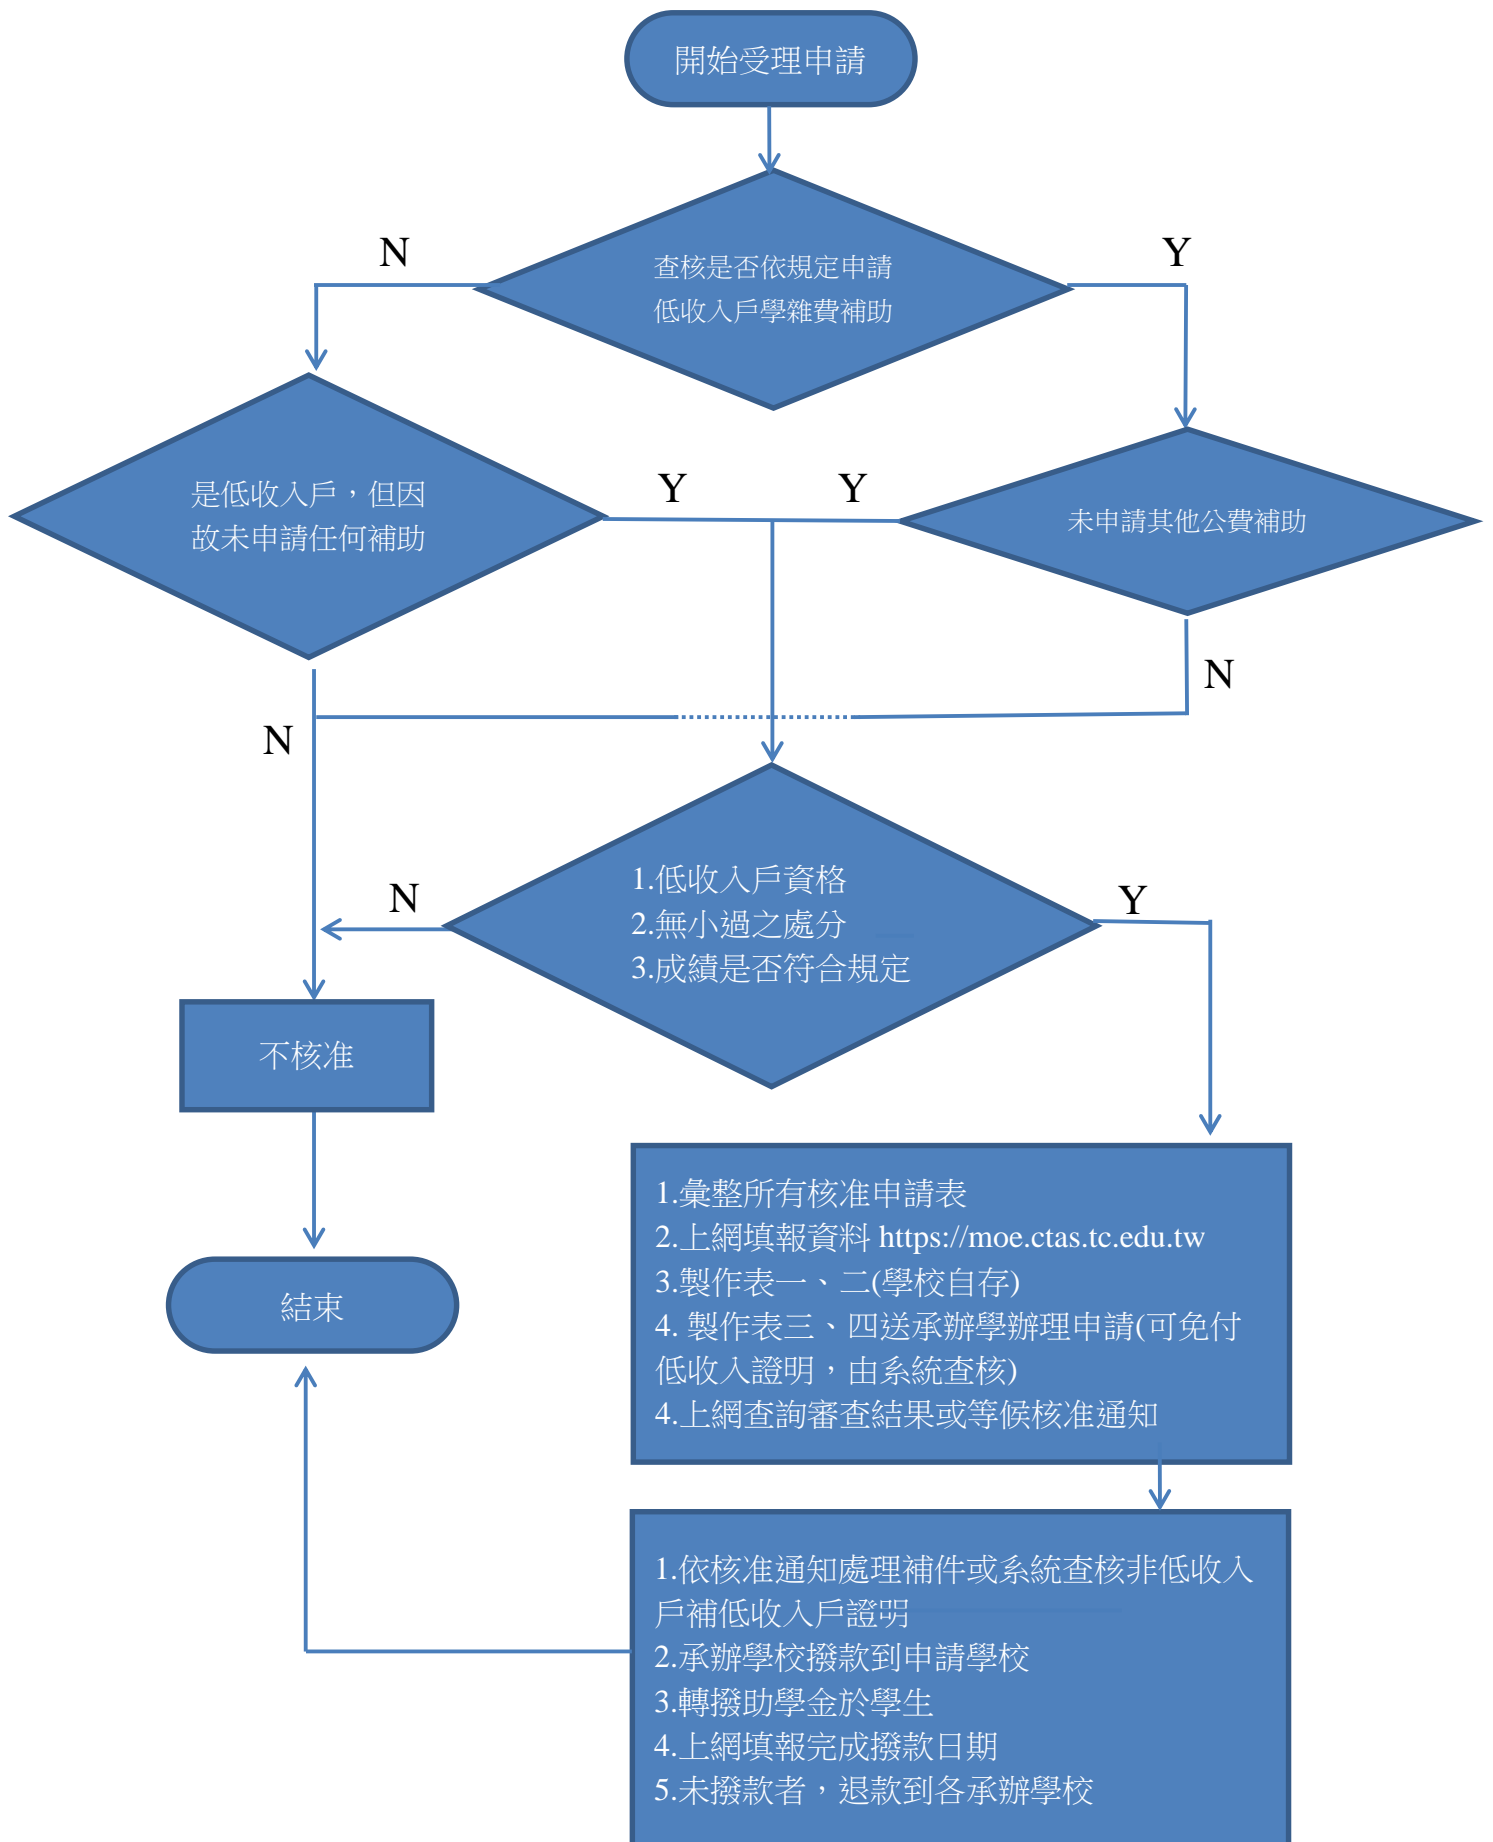 開始受理申請
N
Y
查核是否依規定申請
低收入戶學雜費補助
是低收入戶，但因
故未申請任何補助
Y
Y
未申請其他公費補助
N
N
1.低收入戶資格
2.無小過之處分
3.成績是否符合規定
N
Y
不核准
結束
1.彙整所有核准申請表
2.上網填報資料 https://moe.ctas.tc.edu.tw
3.製作表一、二(學校自存)
4. 製作表三、四送承辦學辦理申請(可免付
低收入證明，由系統查核)
4.上網查詢審查結果或等候核准通知
1.依核准通知處理補件或系統查核非低收入
戶補低收入戶證明
2.承辦學校撥款到申請學校
3.轉撥助學金於學生
4.上網填報完成撥款日期
5.未撥款者，退款到各承辦學校